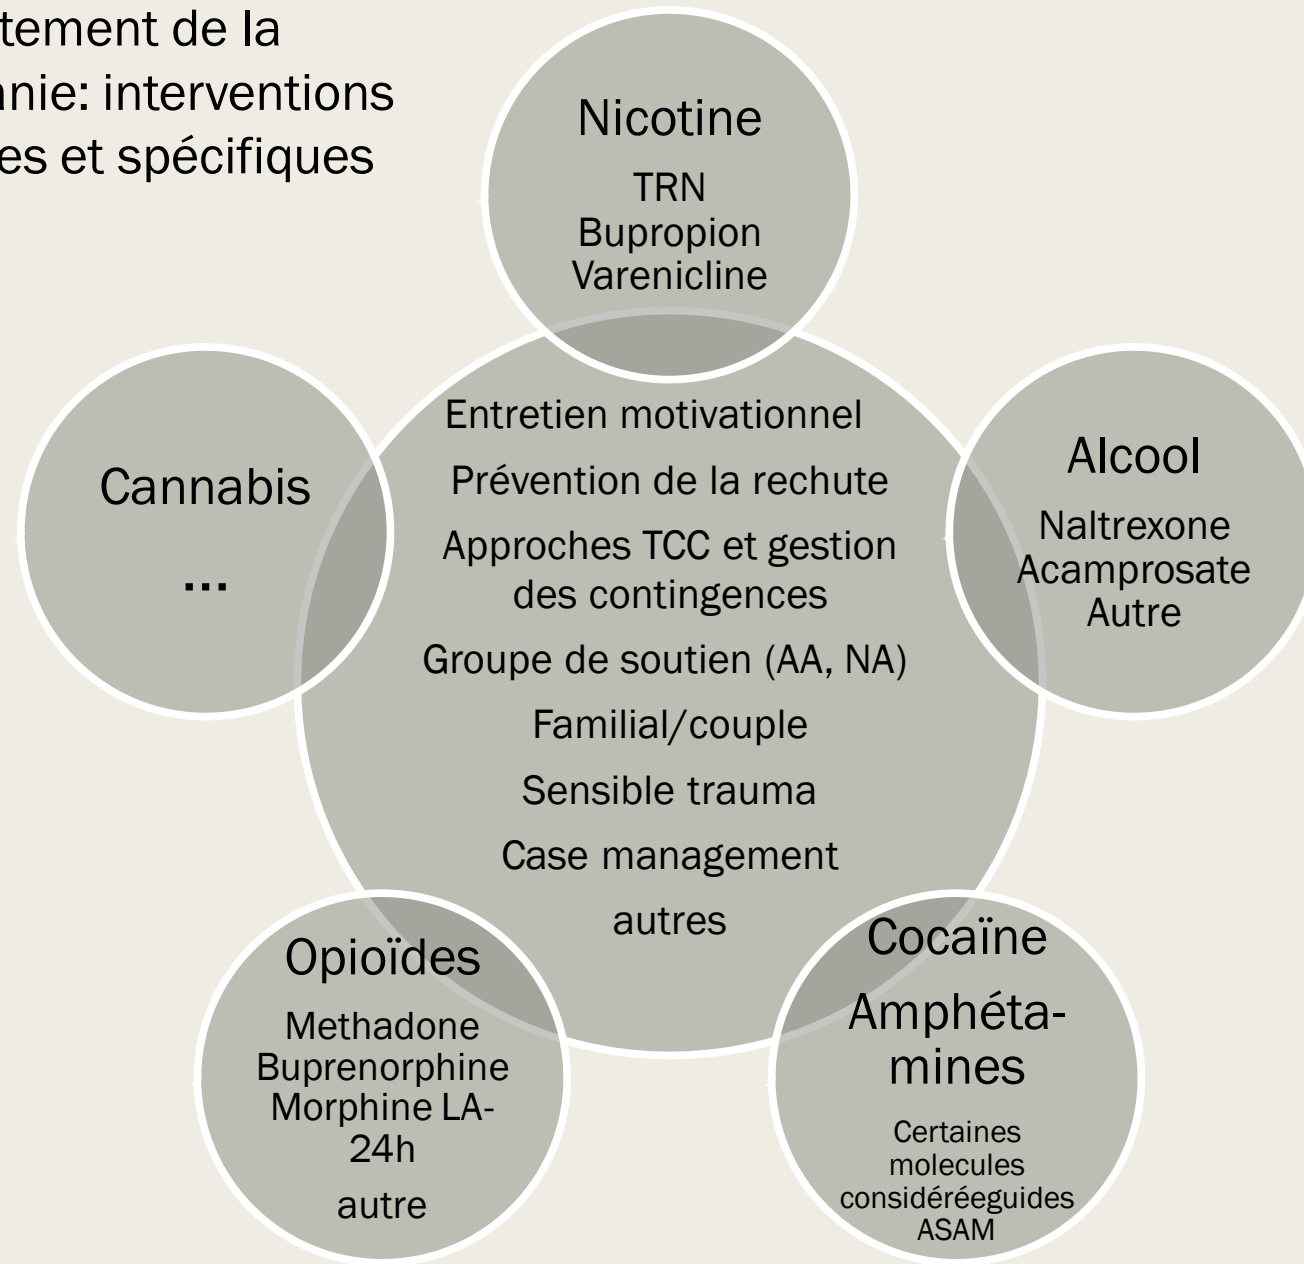 tement de la
nie: interventions
es et spécifiques
Nicotine
TRN
Bupropion
Varenicline
Cannabis
...
Entretien motivationnel
Prévention de la rechute
Approches TCC et gestion
des contingences
Groupe de soutien (AA, NA)
Familial/couple
Sensible trauma
Case management
autres
Alcool
Naltrexone
Acamprosate
Autre
Opioïdes
Methadone
Buprenorphine
Morphine LA-
24h
autre
Cocaïne
Amphéta-
mines
Certaines
molecules
considéréeguides
ASAM